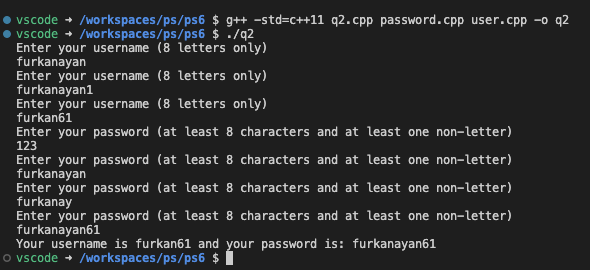 vscode ➜ /workspaces/ps/ps6 $ g++ -std=c++11 q2.cpp password.cpp user.cpp -o q2
vscode ➜ /workspaces/ps/ps6 $ ./q2
Enter your username (8 letters only)
furkanayan
Enter your username (8 letters only)
furkanayan1
Enter your username (8 letters only)
furkan61
Enter your password (at least 8 characters and at least one non-letter)
123
Enter your password (at least 8 characters and at least one non-letter)
furkanayan
Enter your password (at least 8 characters and at least one non-letter)
furkanay
Enter your password (at least 8 characters and at least one non-letter)
furkanayan61
Your username is furkan61 and your password is: furkanayan61
vscode ➜ /workspaces/ps/ps6 $